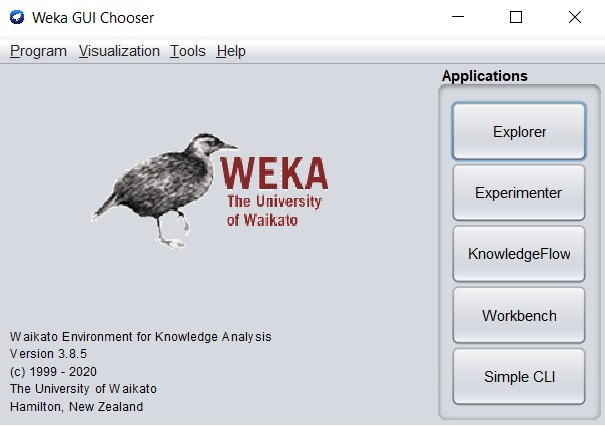 Weka GUI Chooser
Program Visualization Tools Help
Applications
Explorer
Experimenter
KnowledgeFlow
Workbench
Simple CLI
WEKA
The University
of Waikato
Waikato Environment for Knowledge Analysis
Version 3.8.5
(c) 1999 - 2020
The University of Waikato
Hamilton, New Zealand